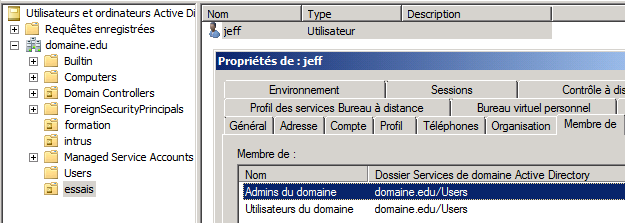 Utilisateurs et ordinateurs Active Di
Requêtes enregistrées
domaine.edu
Builtin
Computers
Domain Controllers
ForeignSecurityPrincipals
formation
intrus
Managed Service Accounts
Users
essais
Nom Type Description
jeff Utilisateur
Propriétés de : jeff
Environnement Sessions Contrôle à dis
Profil des services Bureau à distance Bureau virtuel personnel
Général Adresse Compte Profil Téléphones Organisation Membre de
Membre de :
Nom Dossier Services de domaine Active Directory
Admins du domaine domaine.edu/Users
Utilisateurs du domaine domaine.edu/Users